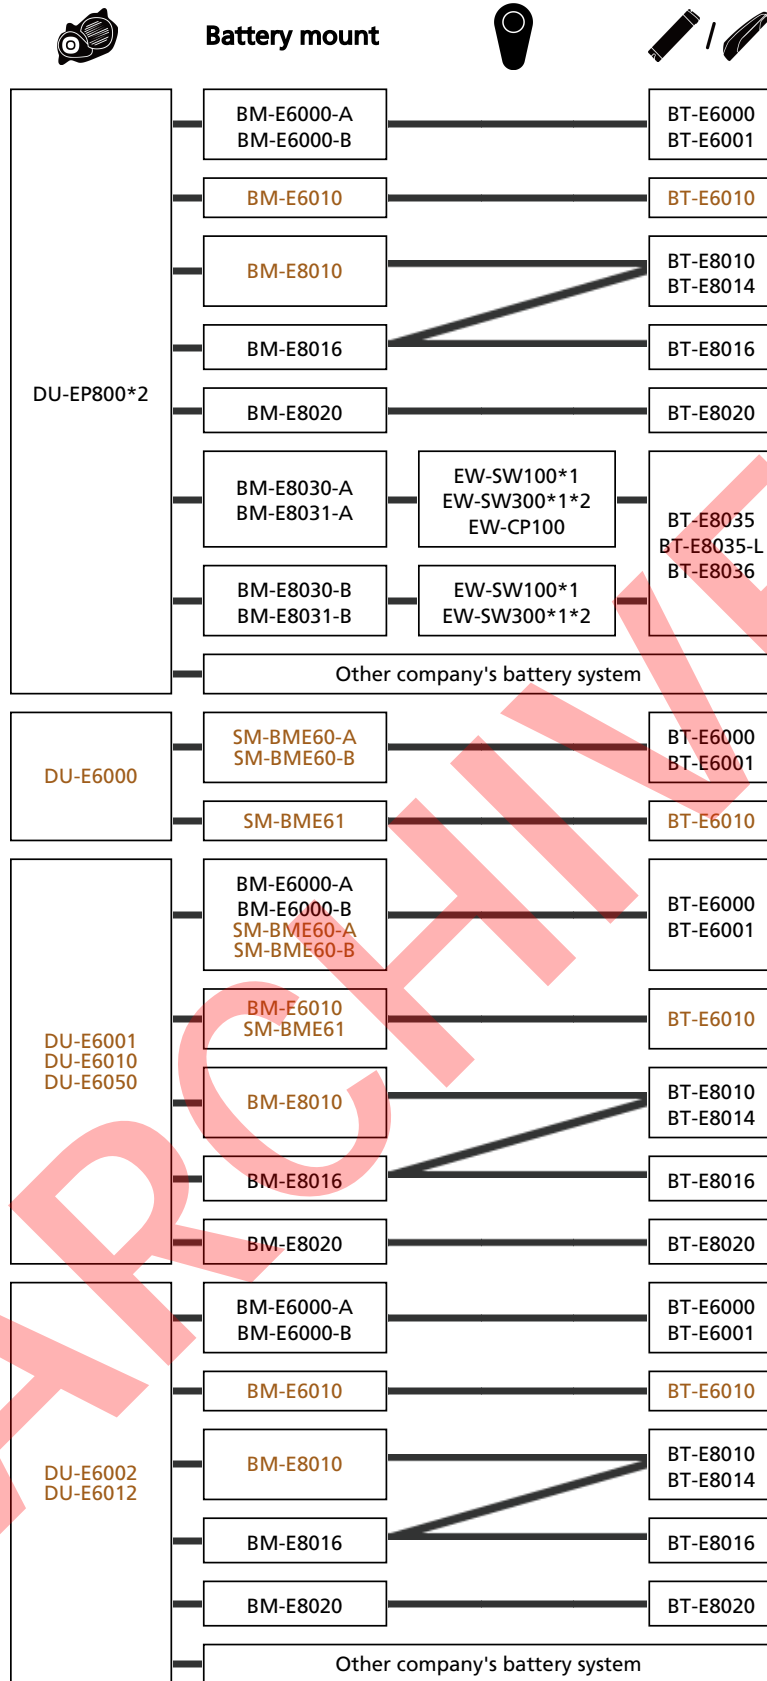 Battery mount
DU-EP800*2
BM-E6000-A
BM-E6000-B
BT-E6000
BT-E6001
BM-E6010
BT-E6010
BM-E8010
BT-E8010
BT-E8014
BM-E8016
BT-E8016
BM-E8020
BT-E8020
BM-E8030-A
BM-E8031-A
EW-SW100*1
EW-SW300*1*2
EW-CP100
BT-E8035
BT-E8035-L
BT-E8036
BM-E8030-B
BM-E8031-B
EW-SW100*1
EW-SW300*1*2
Other company's battery system
DU-E6000
SM-BME60-A
SM-BME60-B
BT-E6000
BT-E6001
SM-BME61
BT-E6010
DU-E6001
DU-E6010
DU-E6050
BM-E6000-A
BM-E6000-B
SM-BME60-A
SM-BME60-B
BT-E6000
BT-E6001
BM-E6010
SM-BME61
BT-E6010
BM-E8010
BT-E8010
BT-E8014
BM-E8016
BT-E8016
BM-E8020
BT-E8020
DU-E6002
DU-E6012
BM-E6000-A
BM-E6000-B
BT-E6000
BT-E6001
BM-E6010
BT-E6010
BM-E8010
BT-E8010
BT-E8014
BM-E8016
BT-E8016
BM-E8020
BT-E8020
Other company's battery system
ARCHIVE